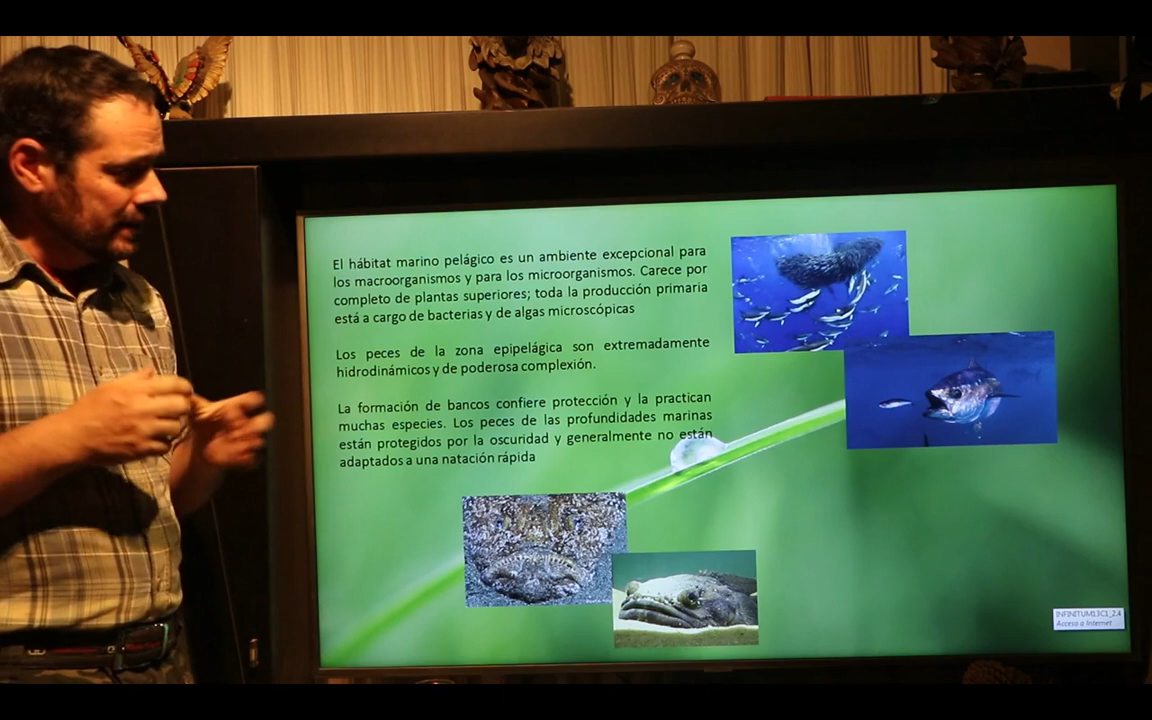 El hábitat marino pelágico es un ambiente excepcional para
los macroorganismos y para los microorganismos. Carece por
completo de plantas superiores; toda la producción primaria
está a cargo de bacterias y de algas microscópicas
Los peces de la zona epipelágica son extremadamente
hidrodinámicos y de poderosa complexión.
La formación de bancos confiere protección y la practican
muchas especies. Los peces de las profundidades marinas
están protegidos por la oscuridad y generalmente no están
adaptados a una natación rápida
INFINITUM13C1_2.4
Acceso a Internet